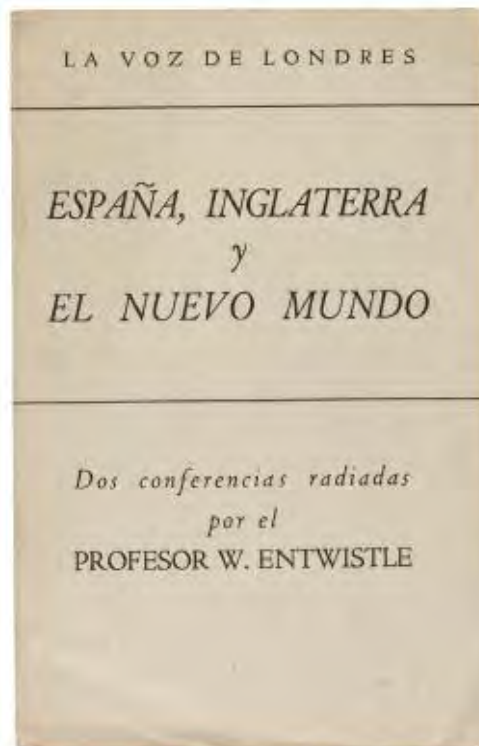 LA VOZ DE LONDRES
ESPAÑA, INGLATERRA
y
EL NUEVO MUNDO
Dos conferencias radiadas
por el
PROFESOR W. ENTWISTLE